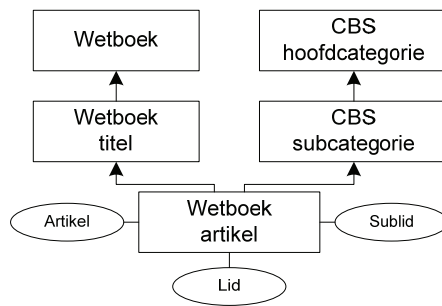 Wetboek
CBS
hoofdcategorie
Wetboek
titel
CBS
subcategorie
Artikel
Wetboek
artikel
Sublid
Lid